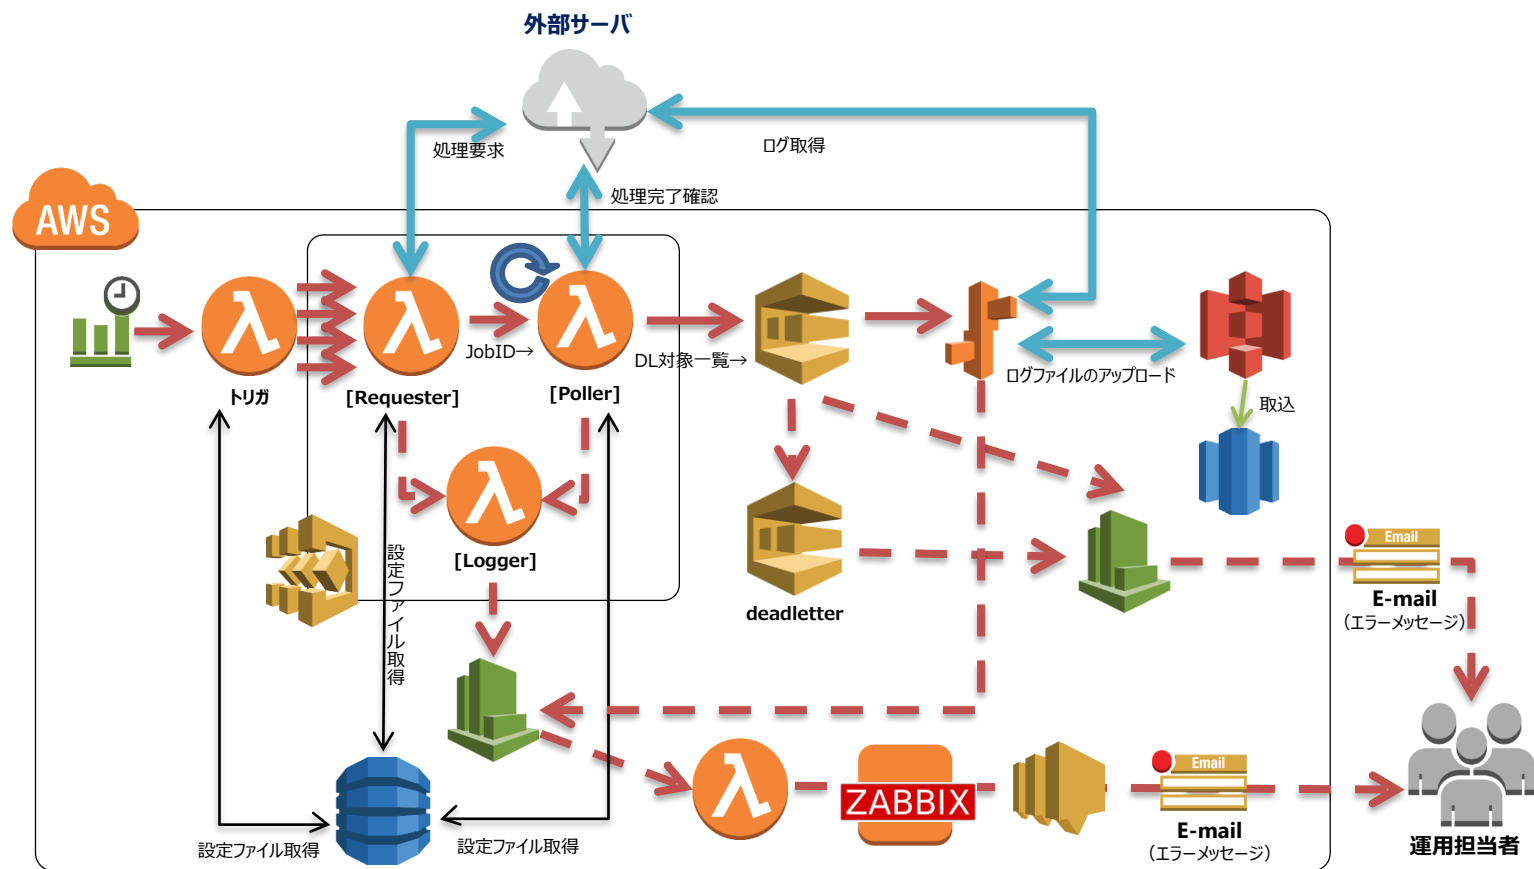 外部サーバ
処理要求
ログ取得
処理完了確認
AWS
JobID→
DL対象一覧→
ログファイルのアップロード
トリガ
[Requester]
[Poller]
取込
[Logger]
設定ファイル取得
deadletter
Email
E-mail
（エラーメッセージ）
ZABBIX
Email
E-mail
（エラーメッセージ）
設定ファイル取得
設定ファイル取得
運用担当者